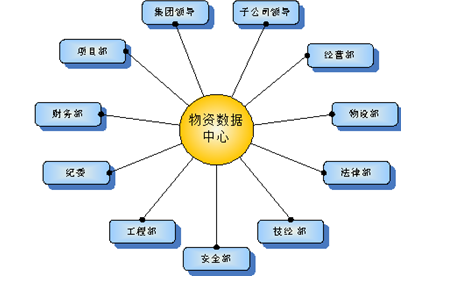 集团领导
子公司领导
项目部
经营部
财务部
物设部
物资数据
中心
纪委
法律部
工程部
技经部
安全部